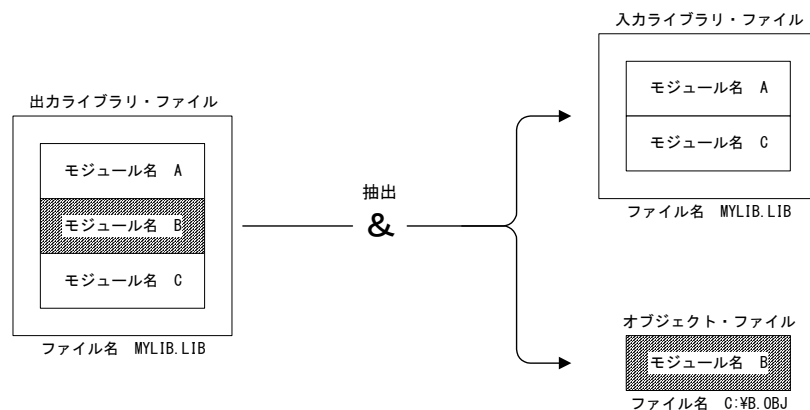 出力ライブラリ・ファイル
モジュール名 A
モジュール名 B
モジュール名 C
ファイル名 MYLIB.LIB
抽出
&
入力ライブラリ・ファイル
モジュール名 A
モジュール名 C
ファイル名 MYLIB.LIB
オブジェクト・ファイル
モジュール名 B
ファイル名 C:¥B.OBJ